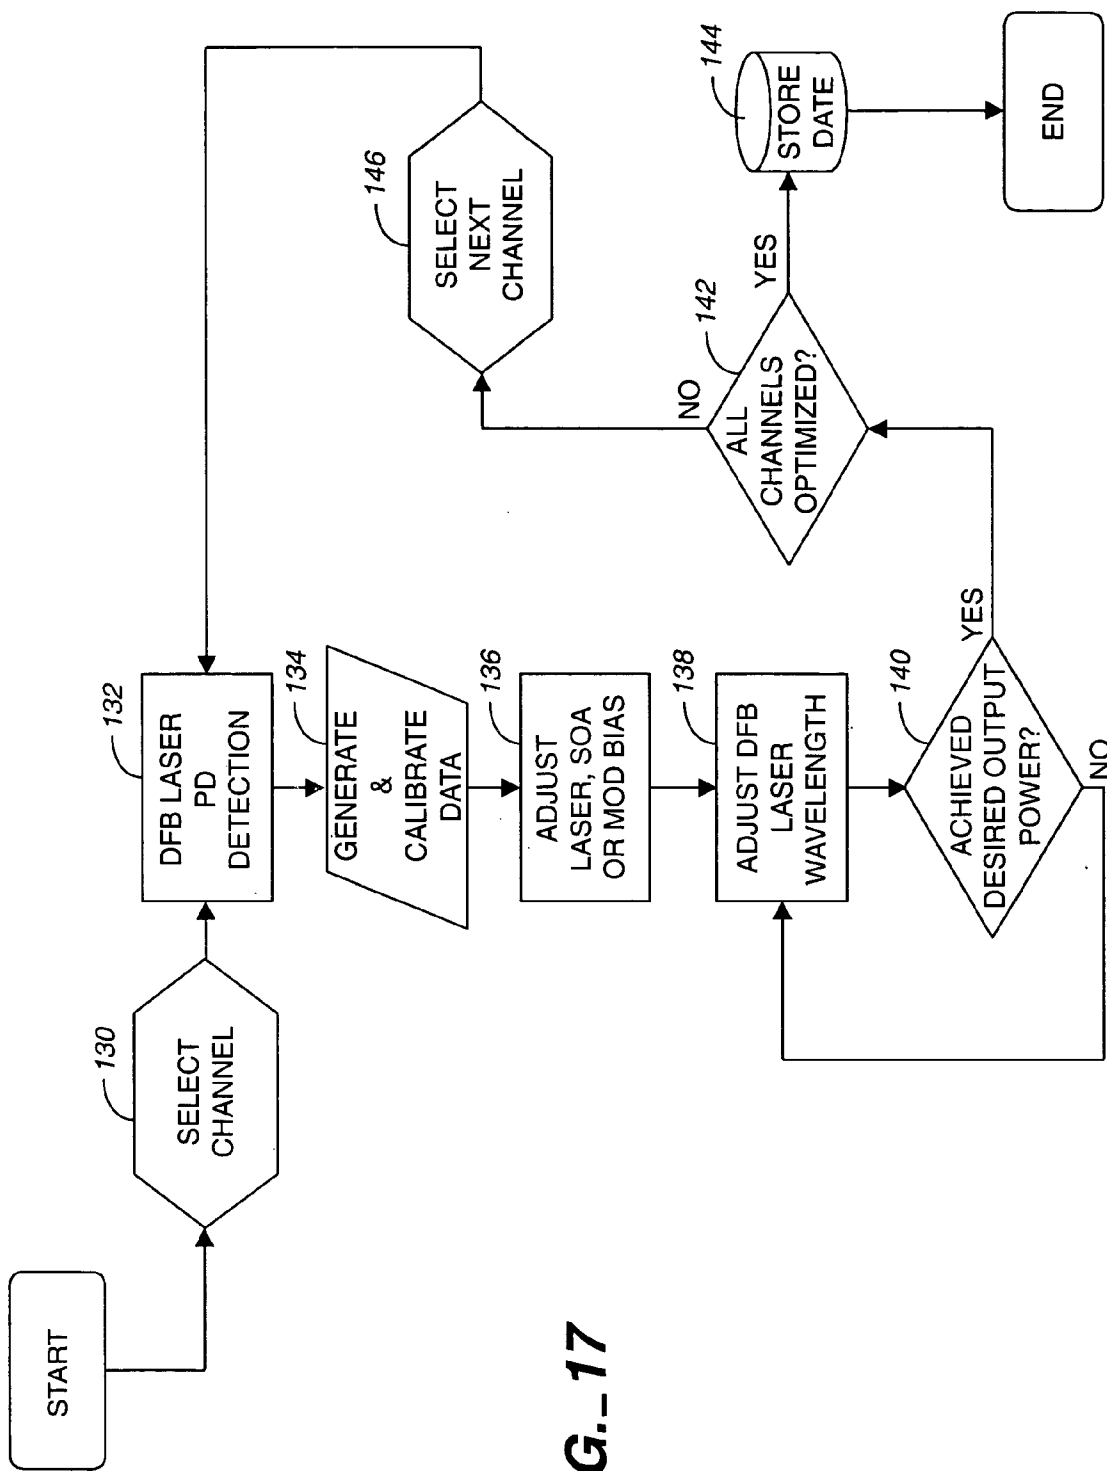 START
130
SELECT
CHANNEL
132
DFB LASER
PD
DETECTION
134
GENERATE
&
CALIBRATE
DATA
136
ADJUST
LASER, SOA
OR MOD BIAS
138
ADJUST DFB
LASER
WAVELENGTH
140
ACHIEVED
DESIRED OUTPUT
POWER?
NO
YES
142
ALL
CHANNELS
OPTIMIZED?
NO
YES
146
SELECT
NEXT
CHANNEL
144
STORE
DATE
END
G._17